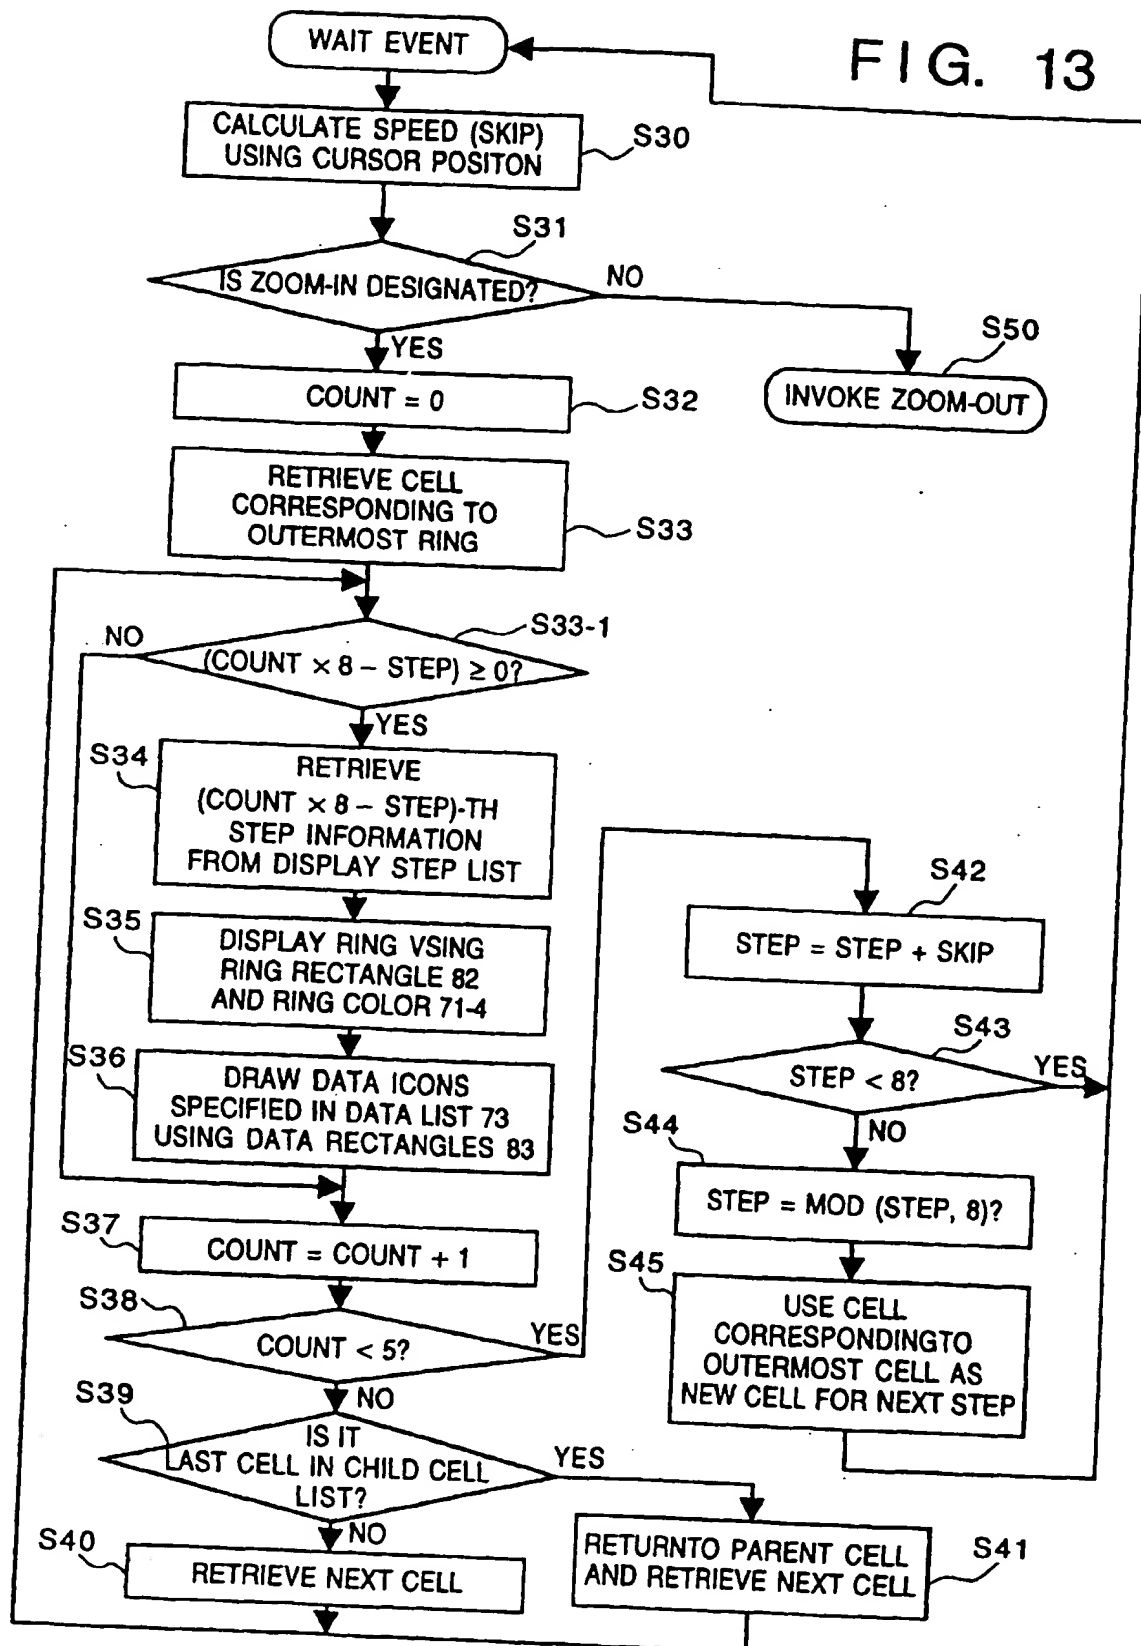 FIG. 13
WAIT EVENT
CALCULATE SPEED (SKIP)
USING CURSOR POSITON
S30
S31
IS ZOOM-IN DESIGNATED?
NO
YES
S50
INVOKE ZOOM-OUT
COUNT = 0
S32
RETRIEVE CELL
CORRESPONDING TO
OUTERMOST RING
S33
S33-1
NO
(COUNT × 8 – STEP) ≥ 0?
YES
S34
RETRIEVE
(COUNT × 8 – STEP)-TH
STEP INFORMATION
FROM DISPLAY STEP LIST
S35
DISPLAY RING VSING
RING RECTANGLE 82
AND RING COLOR 71-4
S36
DRAW DATA ICONS
SPECIFIED IN DATA LIST 73
USING DATA RECTANGLES 83
S37
COUNT = COUNT + 1
S38
COUNT < 5?
YES
NO
S39
IS IT
LAST CELL IN CHILD CELL
LIST?
YES
NO
S40
RETRIEVE NEXT CELL
RETURNTO PARENT CELL
AND RETRIEVE NEXT CELL
S41
S42
STEP = STEP + SKIP
S43
STEP < 8?
YES
NO
S44
STEP = MOD (STEP, 8)?
S45
USE CELL
CORRESPONDINGTO
OUTERMOST CELL AS
NEW CELL FOR NEXT STEP